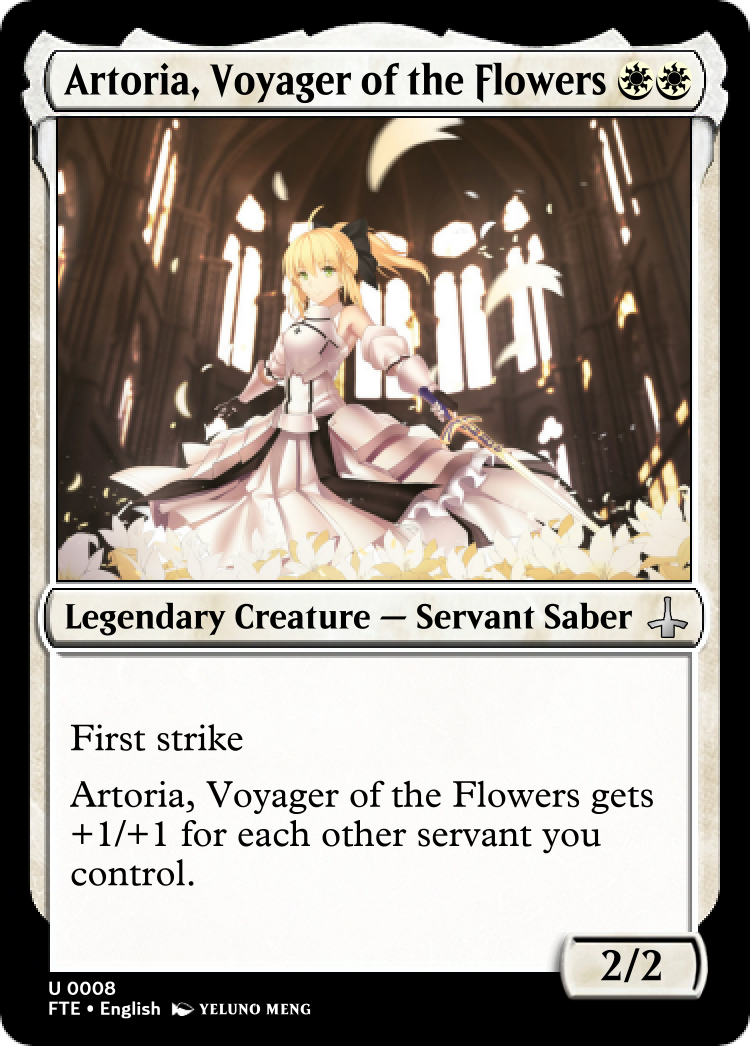 Artoria, Voyager of the Flowers
Legendary Creature — Servant Saber
First strike
Artoria, Voyager of the Flowers gets
+1/+1 for each other servant you
control.
2/2
U 0008
FTE • English YELUNO MENG